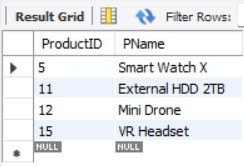 Result Grid Filter Rows:
ProductID PName
5 Smart Watch X
11 External HDD 2TB
12 Mini Drone
15 VR Headset
NULL NULL